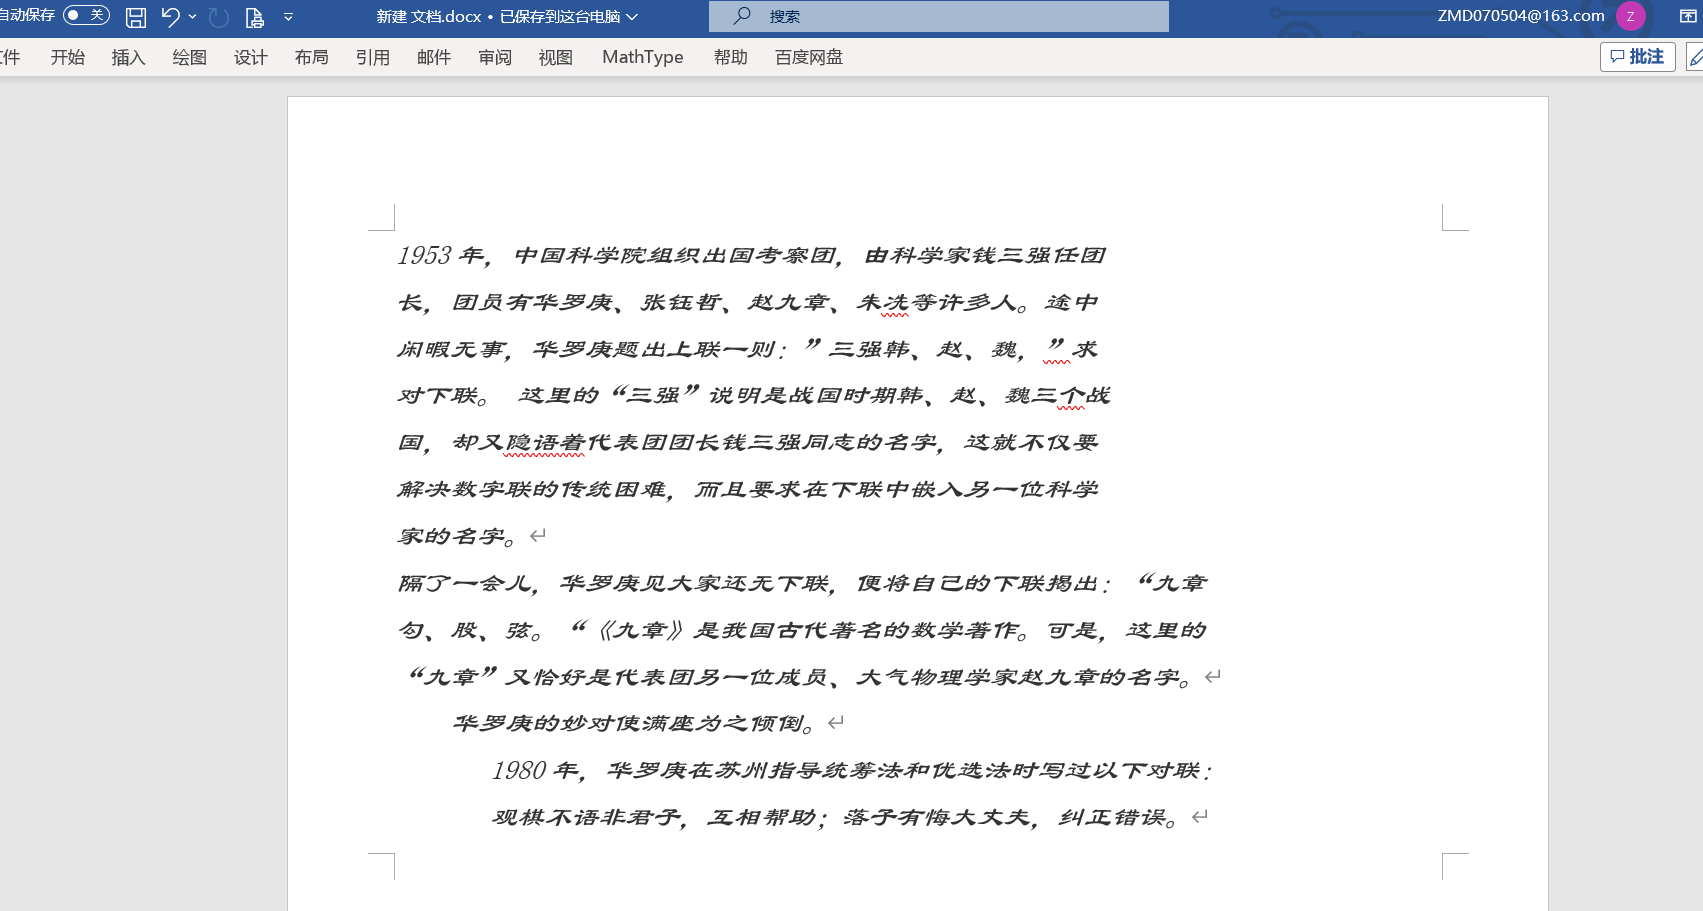 自动保存 关 新建 文档.docx • 已保存到这台电脑 搜索 ZMD070504@163.com Z
件 开始 插入 绘图 设计 布局 引用 邮件 审阅 视图 MathType 帮助 百度网盘 批注
1953 年，中国科学院组织出国考察团，由科学家钱三强任团
长，团员有华罗庚、张钰哲、赵九章、朱冼等许多人。途中
闲暇无事，华罗庚题出上联一则：”三强韩、赵、魏，”求
对下联。 这里的“三强”说明是战国时期韩、赵、魏三个战
国，却又隐语着代表团团长钱三强同志的名字，这就不仅要
解决数字联的传统困难，而且要求在下联中嵌入另一位科学
家的名字。
隔了一会儿，华罗庚见大家还无下联，便将自己的下联揭出：“九章
勾、股、弦。“《九章》是我国古代著名的数学著作。可是，这里的
“九章”又恰好是代表团另一位成员、大气物理学家赵九章的名字。
华罗庚的妙对使满座为之倾倒。
1980 年，华罗庚在苏州指导统筹法和优选法时写过以下对联：
观棋不语非君子，互相帮助；落子有悔大丈夫，纠正错误。